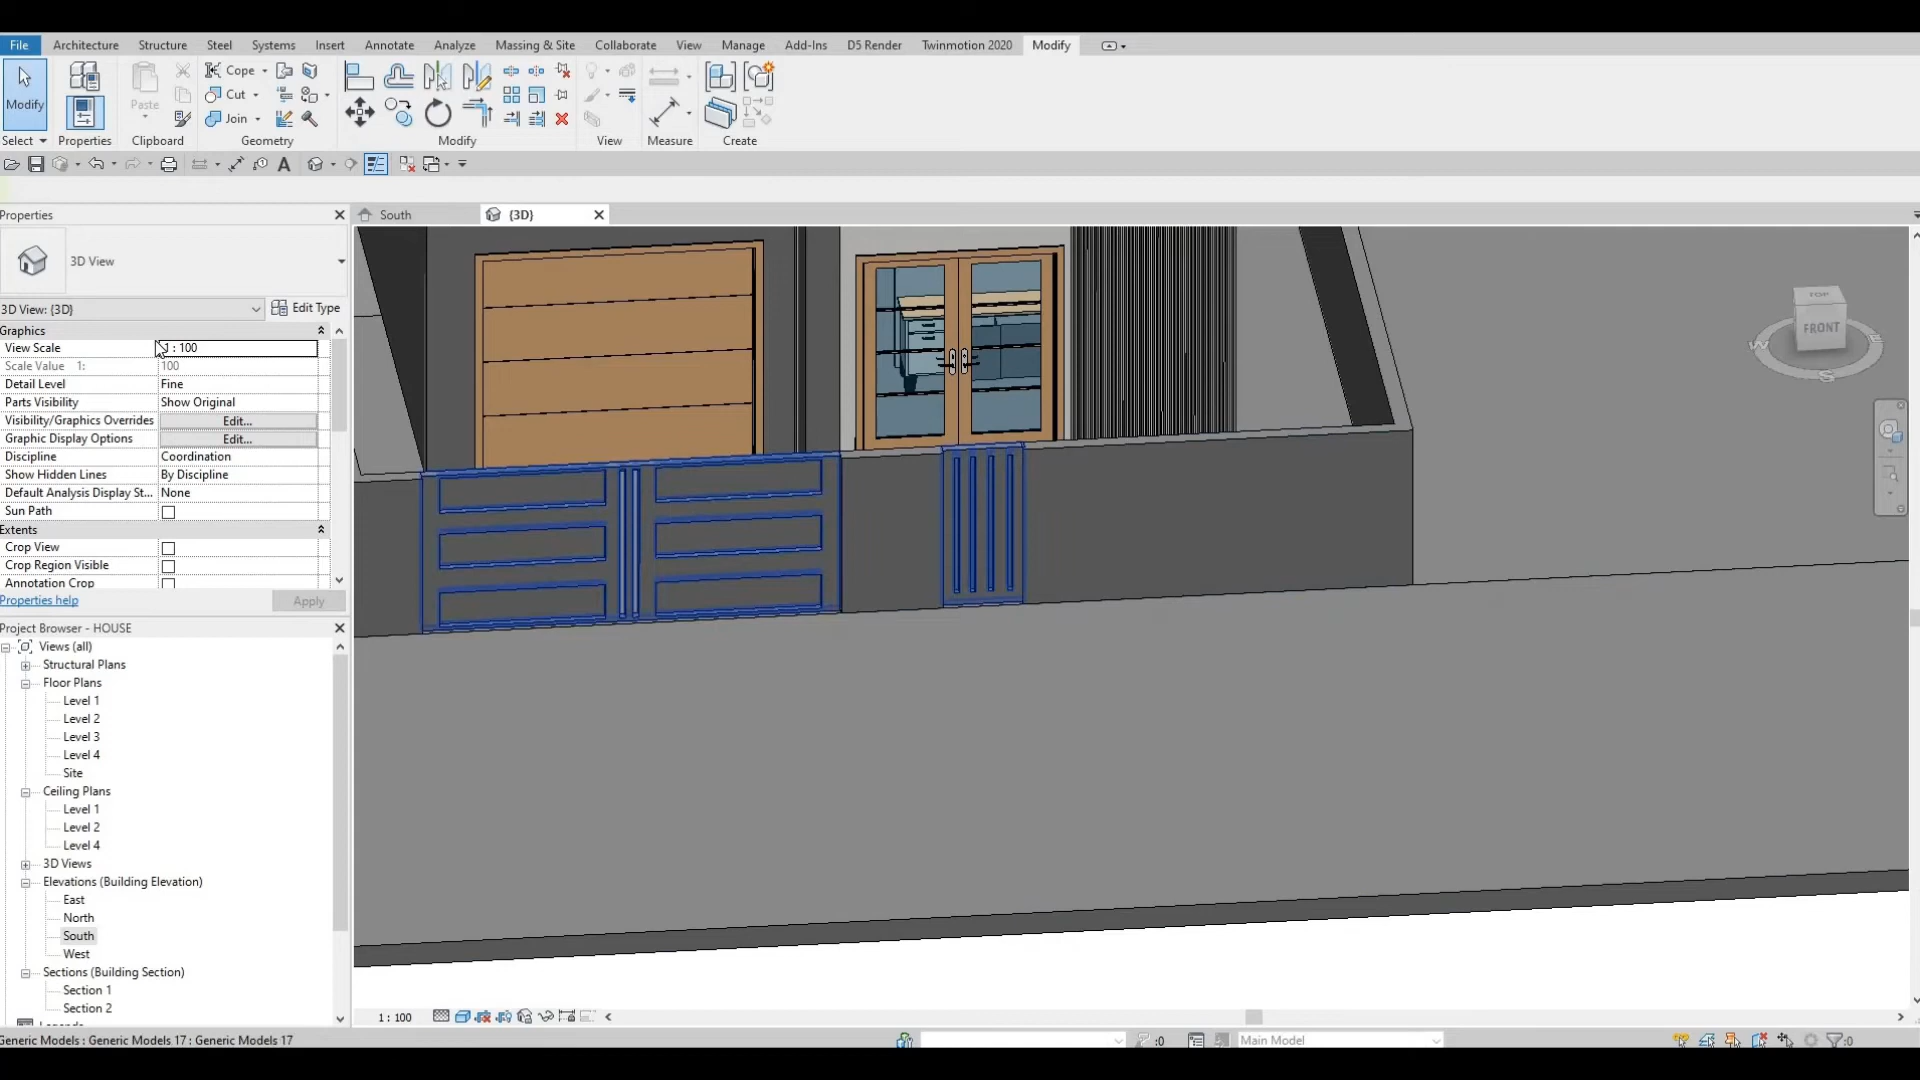 File Architecture Structure Steel Systems Insert Annotate Analyze Massing & Site Collaborate View Manage Add-Ins D5 Render Twinmotion 2020 Modify
Modify
Paste
Cope
Cut
Join
Select Properties Clipboard Geometry Modify View Measure Create
A
Properties
South
{3D}
3D View
3D View: {3D}
Edit Type
Graphics
View Scale 1 : 100
Scale Value 1: 100
Detail Level Fine
Parts Visibility Show Original
Visibility/Graphics Overrides Edit...
Graphic Display Options Edit...
Discipline Coordination
Show Hidden Lines By Discipline
Default Analysis Display St... None
Sun Path
Extents
Crop View
Crop Region Visible
Annotation Crop
Properties help
Apply
Project Browser - HOUSE
Views (all)
Structural Plans
Floor Plans
Level 1
Level 2
Level 3
Level 4
Site
Ceiling Plans
Level 1
Level 2
Level 4
3D Views
Elevations (Building Elevation)
East
North
South
West
Sections (Building Section)
Section 1
Section 2
TOP
FRONT
W
S
E
1 : 100
Generic Models : Generic Models 17 : Generic Models 17
:0
Main Model
:0